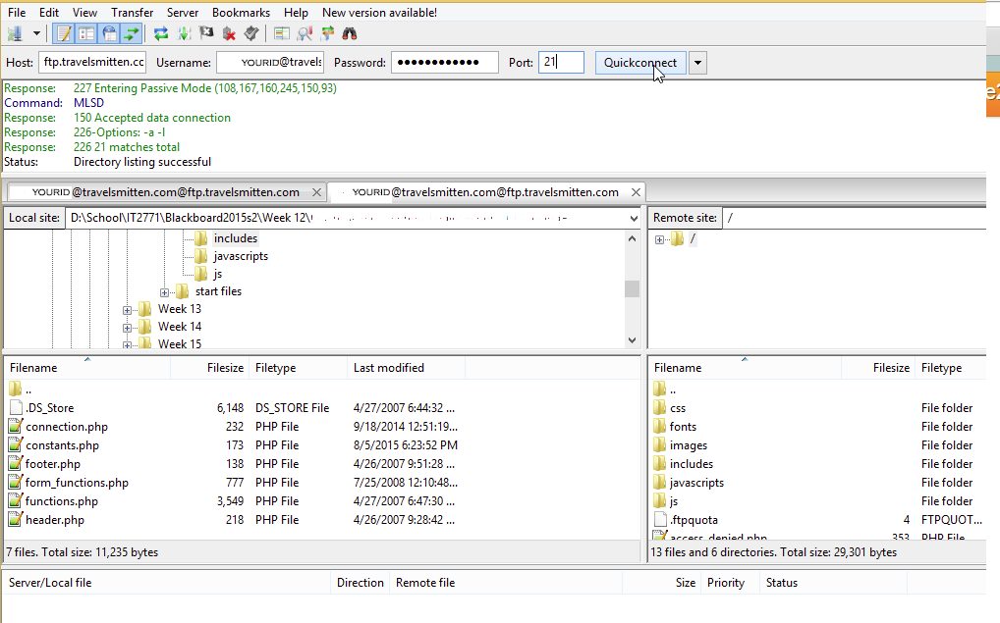 File Edit View Transfer Server Bookmarks Help New version available!
Host: ftp.travelsmitten.cc Username: YOURID@travels Password: ●●●●●●●●●●●● Port: 21 Quickconnect
Response: 227 Entering Passive Mode (108,167,160,245,150,93)
Command: MLSD
Response: 150 Accepted data connection
Response: 226-Options: -a -l
Response: 226 21 matches total
Status: Directory listing successful
YOURID @travelsmitten.com@ftp.travelsmitten.com YOURID @travelsmitten.com@ftp.travelsmitten.com
Local site: D:\School\IT2771\Blackboard2015s2\Week 12\
includes
javascripts
js
start files
Week 13
Week 14
Week 15
Remote site: /
/
Filename Filesize Filetype Last modified
..
.DS_Store 6,148 DS_STORE File 4/27/2007 6:44:32 ...
connection.php 232 PHP File 9/18/2014 12:51:19...
constants.php 173 PHP File 8/5/2015 6:23:52 PM
footer.php 138 PHP File 4/26/2007 9:51:28 ...
form_functions.php 777 PHP File 7/25/2008 12:10:48...
functions.php 3,549 PHP File 4/27/2007 6:47:30 ...
header.php 218 PHP File 4/26/2007 9:28:42 ...
7 files. Total size: 11,235 bytes
Filename Filesize Filetype
..
css File folder
fonts File folder
images File folder
includes File folder
javascripts File folder
js File folder
.ftpquota 4 FTPQUOT...
access_denied.php 353 PHP File
13 files and 6 directories. Total size: 29,301 bytes
Server/Local file Direction Remote file Size Priority Status